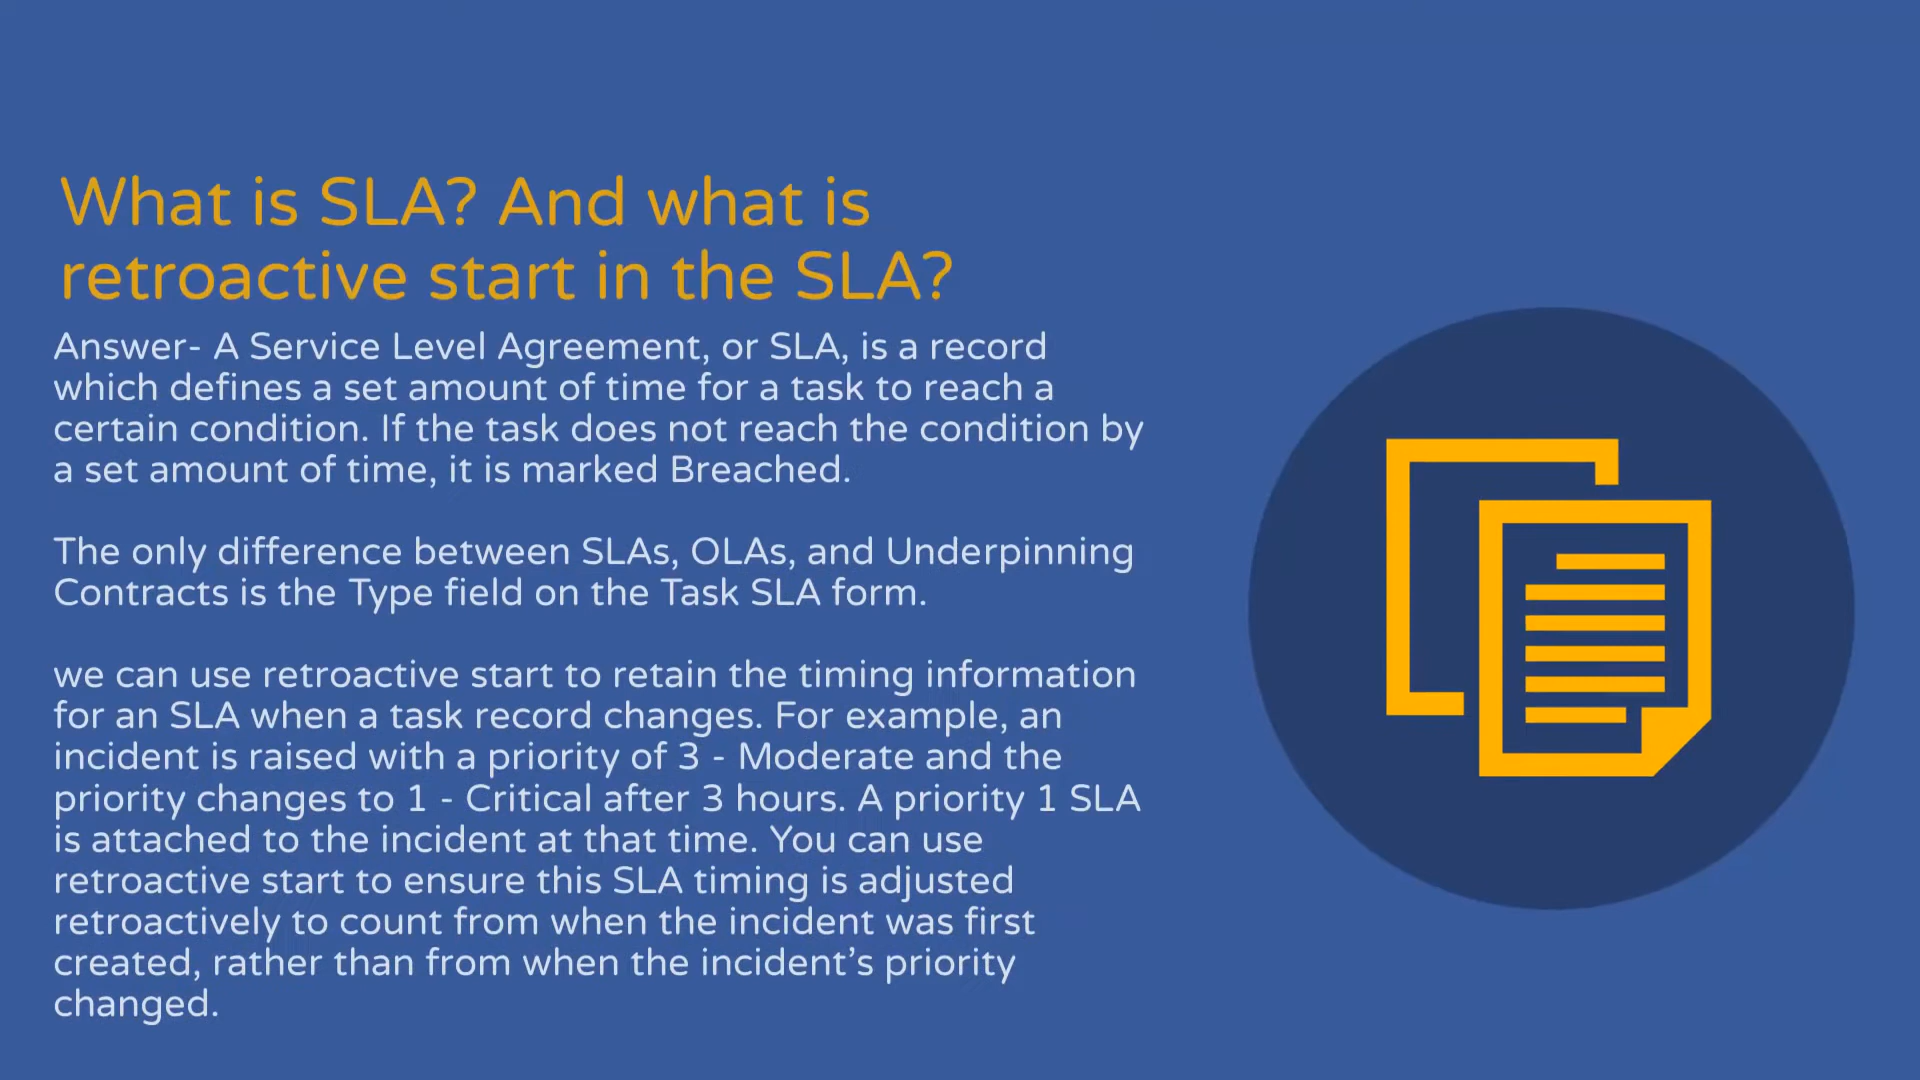 What is SLA? And what is
retroactive start in the SLA?
Answer- A Service Level Agreement, or SLA, is a record
which defines a set amount of time for a task to reach a
certain condition. If the task does not reach the condition by
a set amount of time, it is marked Breached.
The only difference between SLAs, OLAs, and Underpinning
Contracts is the Type field on the Task SLA form.
we can use retroactive start to retain the timing information
for an SLA when a task record changes. For example, an
incident is raised with a priority of 3 - Moderate and the
priority changes to 1 - Critical after 3 hours. A priority 1 SLA
is attached to the incident at that time. You can use
retroactive start to ensure this SLA timing is adjusted
retroactively to count from when the incident was first
created, rather than from when the incident’s priority
changed.